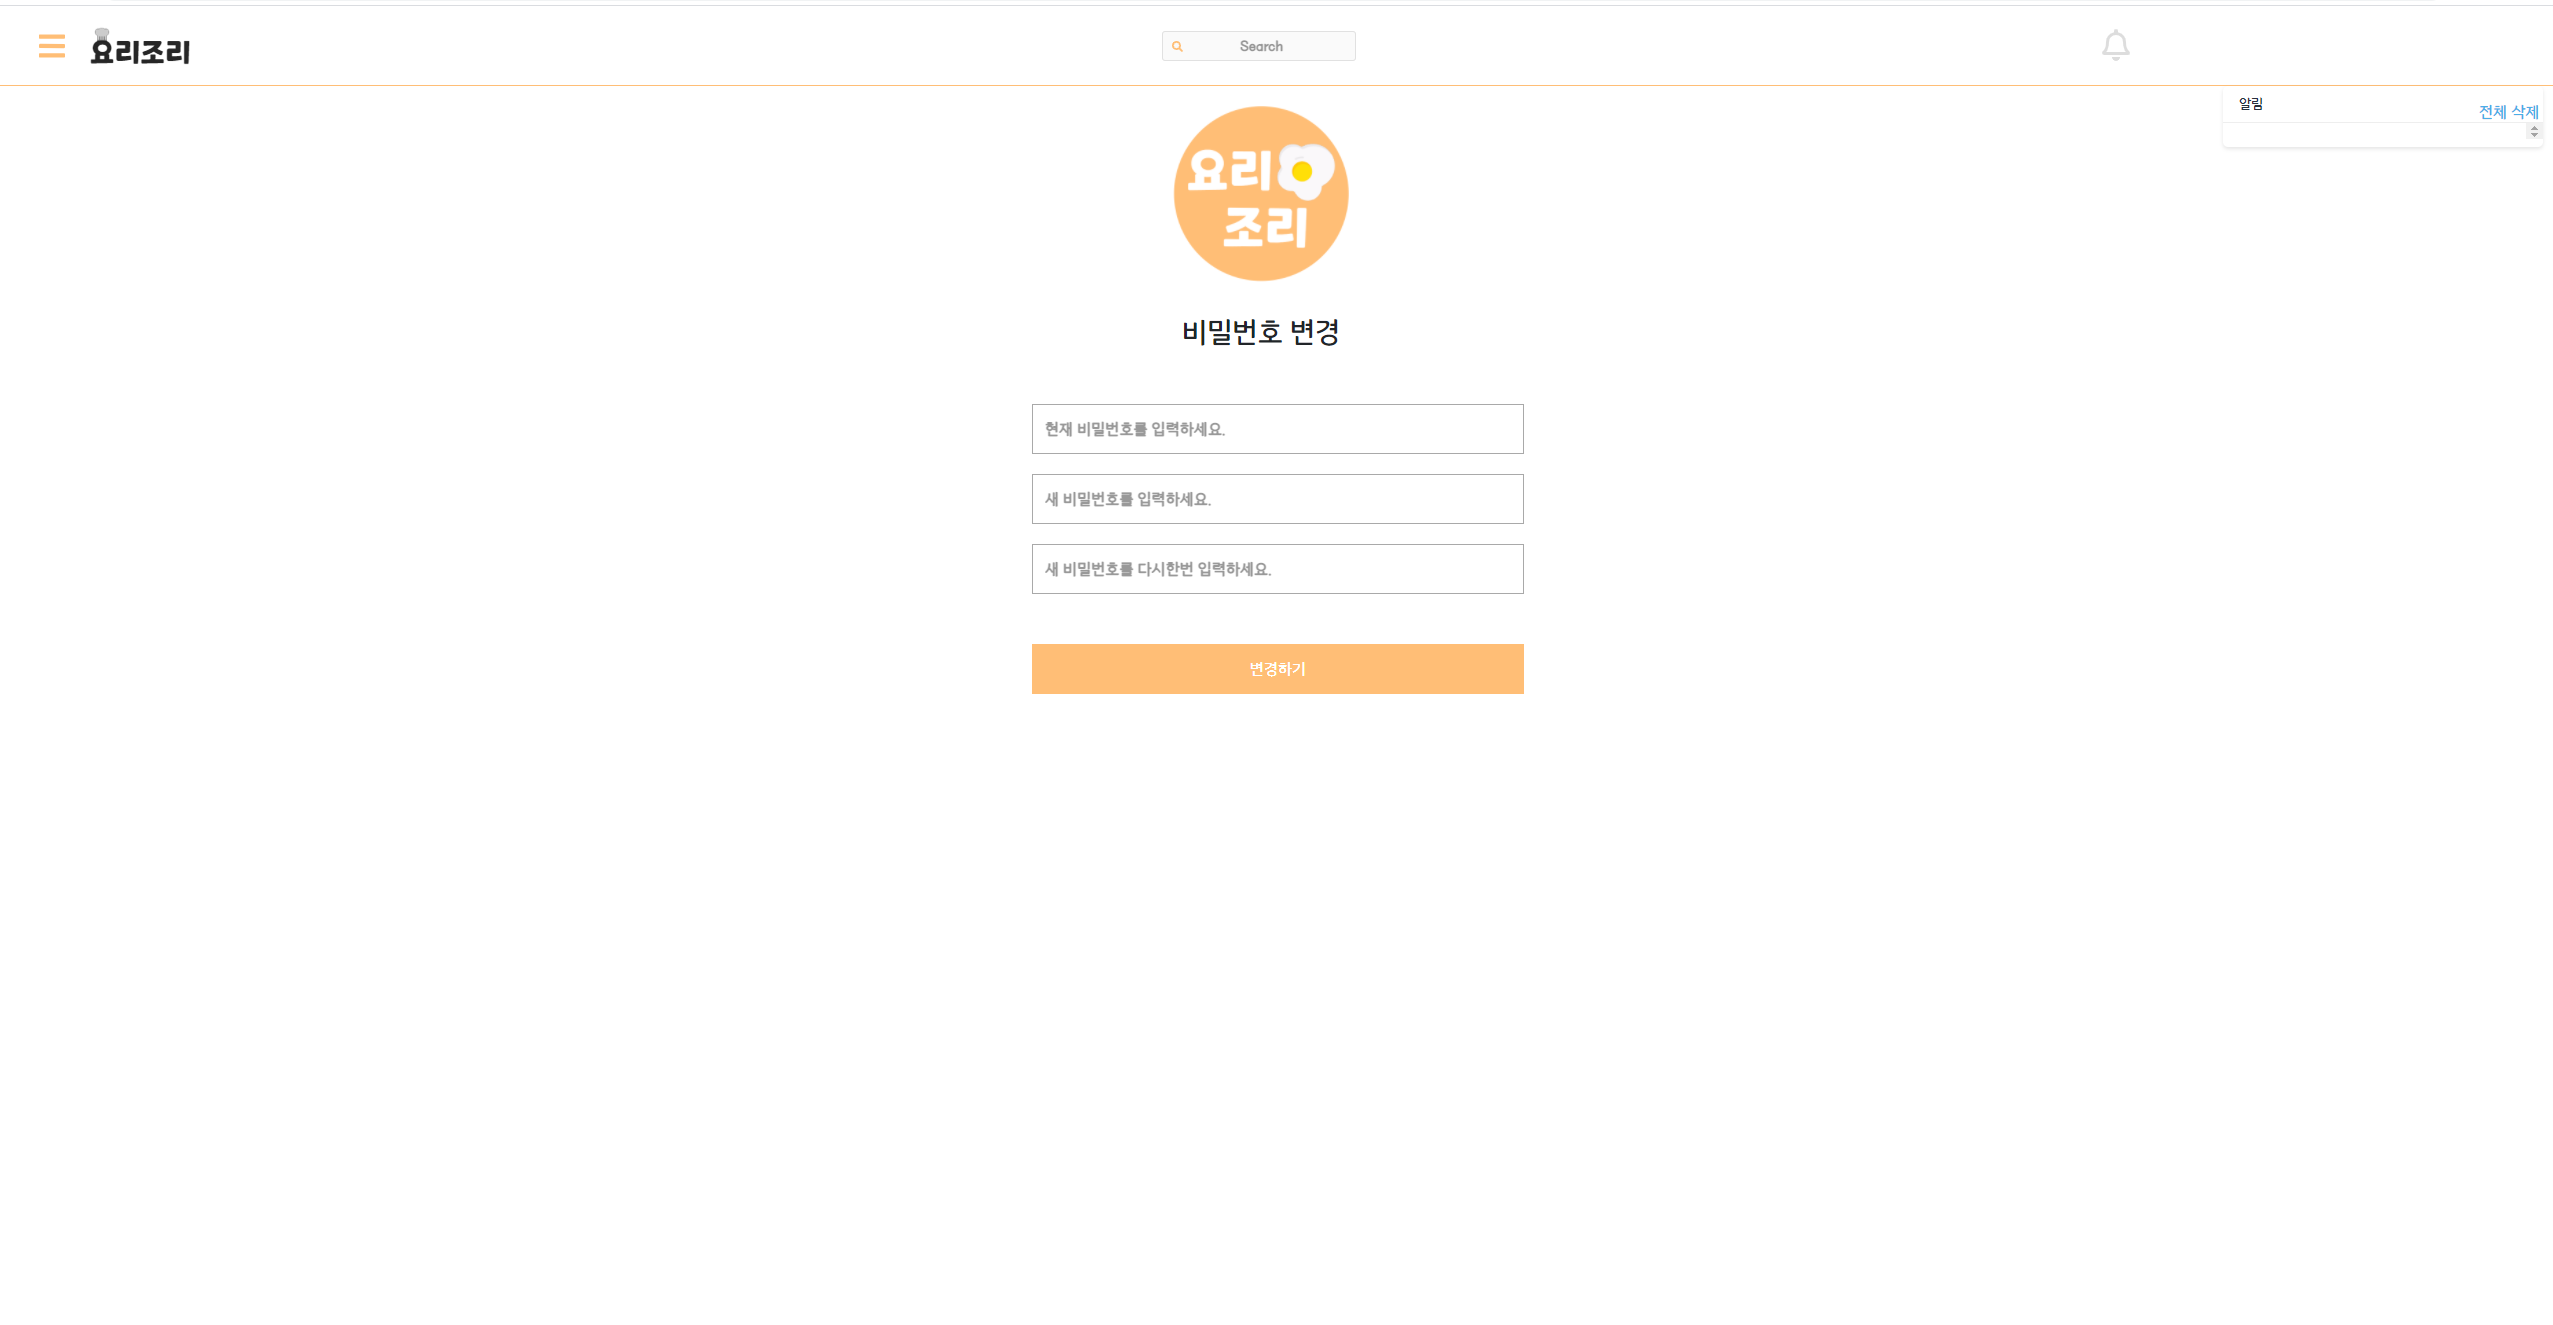 요리조리
Search
알림
전체 삭제
요리
조리
비밀번호 변경
현재 비밀번호를 입력하세요.
새 비밀번호를 입력하세요.
새 비밀번호를 다시한번 입력하세요.
변경하기